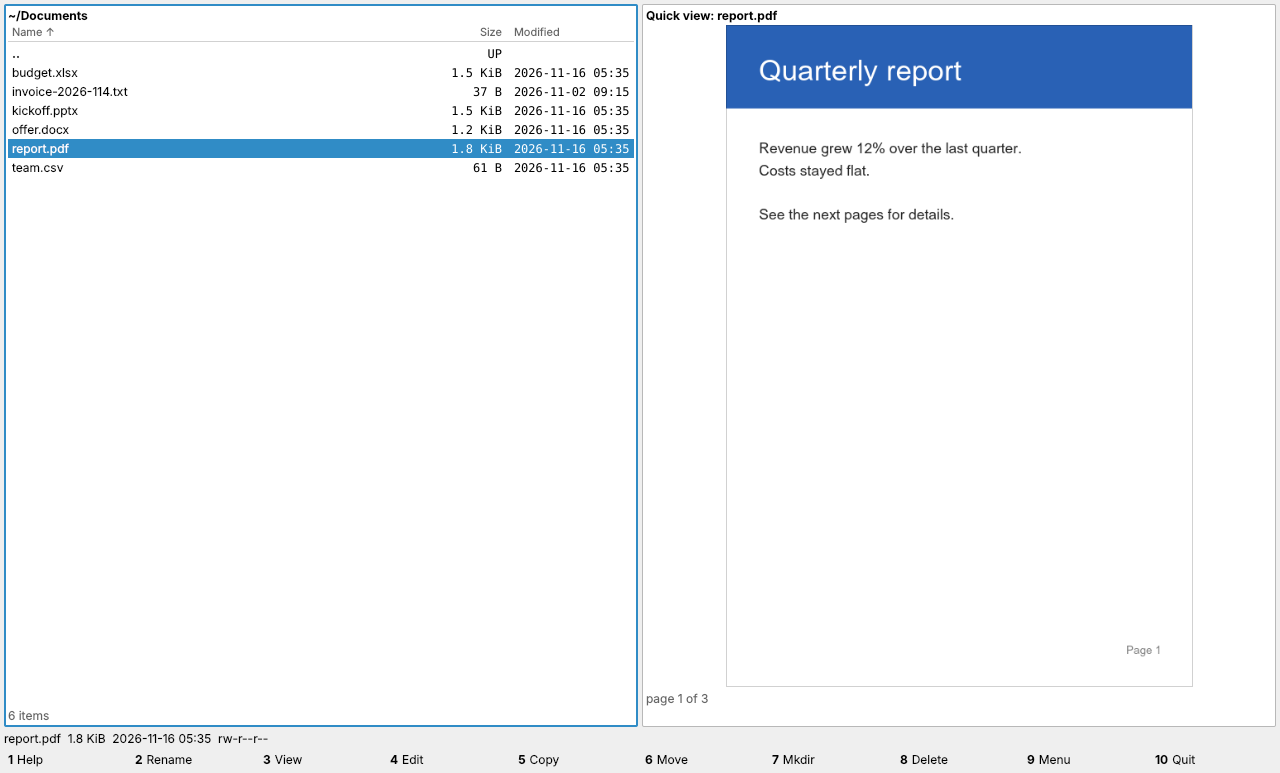 ~/Documents
Name ↑ Size Modified
.. UP
budget.xlsx 1.5 KiB 2026-11-16 05:35
invoice-2026-114.txt 37 B 2026-11-02 09:15
kickoff.pptx 1.5 KiB 2026-11-16 05:35
offer.docx 1.2 KiB 2026-11-16 05:35
report.pdf 1.8 KiB 2026-11-16 05:35
team.csv 61 B 2026-11-16 05:35
6 items
Quick view: report.pdf
Quarterly report
Revenue grew 12% over the last quarter.
Costs stayed flat.
See the next pages for details.
Page 1
page 1 of 3
report.pdf 1.8 KiB 2026-11-16 05:35 rw-r--r--
1 Help 2 Rename 3 View 4 Edit 5 Copy 6 Move 7 Mkdir 8 Delete 9 Menu 10 Quit